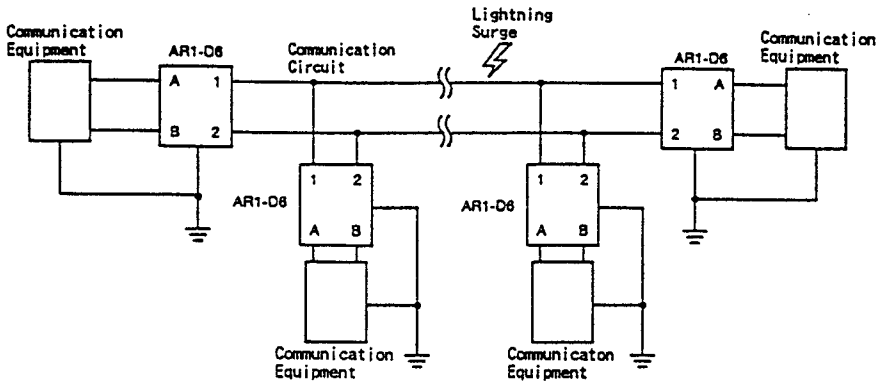 Lightning
Surge
Communication
Equipment
AR1-D6
Communication
Circuit
AR1-D6
Communication
Equipment
A 1
B 2
1 A
2 B
AR1-D6
1 2
A B
AR1-D6
1 2
A B
Communication
Equipment
Communicaton
Equipment